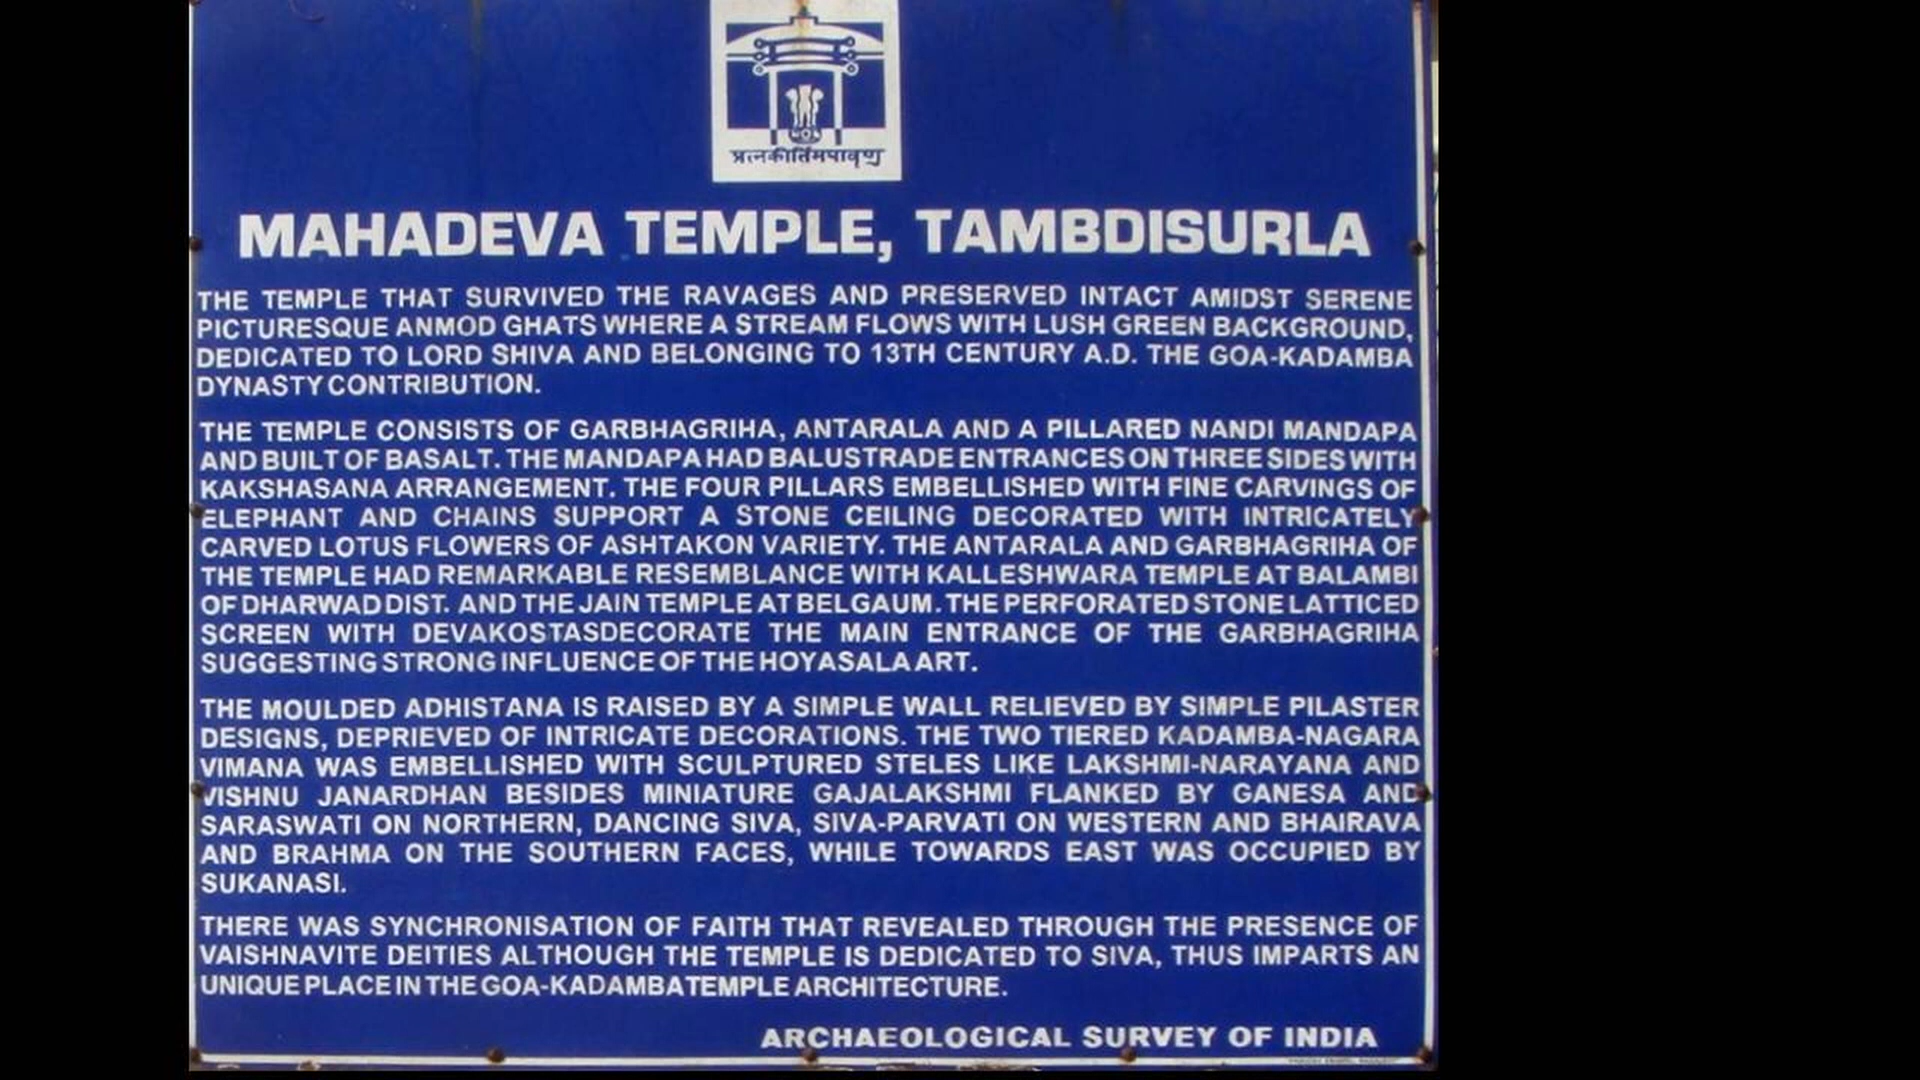 प्रत्नकीर्तिमपावृणु
MAHADEVA TEMPLE, TAMBDISURLA
THE TEMPLE THAT SURVIVED THE RAVAGES AND PRESERVED INTACT AMIDST SERENE
PICTURESQUE ANMOD GHATS WHERE A STREAM FLOWS WITH LUSH GREEN BACKGROUND,
DEDICATED TO LORD SHIVA AND BELONGING TO 13TH CENTURY A.D. THE GOA-KADAMBA
DYNASTY CONTRIBUTION.
THE TEMPLE CONSISTS OF GARBHAGRIHA, ANTARALA AND A PILLARED NANDI MANDAPA
AND BUILT OF BASALT. THE MANDAPA HAD BALUSTRADE ENTRANCES ON THREE SIDES WITH
KAKSHASANA ARRANGEMENT. THE FOUR PILLARS EMBELLISHED WITH FINE CARVINGS OF
ELEPHANT AND CHAINS SUPPORT A STONE CEILING DECORATED WITH INTRICATELY
CARVED LOTUS FLOWERS OF ASHTAKON VARIETY. THE ANTARALA AND GARBHAGRIHA OF
THE TEMPLE HAD REMARKABLE RESEMBLANCE WITH KALLESHWARA TEMPLE AT BALAMBI
OF DHARWAD DIST. AND THE JAIN TEMPLE AT BELGAUM. THE PERFORATED STONE LATTICED
SCREEN WITH DEVAKOSTASDECORATE THE MAIN ENTRANCE OF THE GARBHAGRIHA
SUGGESTING STRONG INFLUENCE OF THE HOYASALA ART.
THE MOULDED ADHISTANA IS RAISED BY A SIMPLE WALL RELIEVED BY SIMPLE PILASTER
DESIGNS, DEPRIEVED OF INTRICATE DECORATIONS. THE TWO TIERED KADAMBA-NAGARA
VIMANA WAS EMBELLISHED WITH SCULPTURED STELES LIKE LAKSHMI-NARAYANA AND
VISHNU JANARDHAN BESIDES MINIATURE GAJALAKSHMI FLANKED BY GANESA AND
SARASWATI ON NORTHERN, DANCING SIVA, SIVA-PARVATI ON WESTERN AND BHAIRAVA
AND BRAHMA ON THE SOUTHERN FACES, WHILE TOWARDS EAST WAS OCCUPIED BY
SUKANASI.
THERE WAS SYNCHRONISATION OF FAITH THAT REVEALED THROUGH THE PRESENCE OF
VAISHNAVITE DEITIES ALTHOUGH THE TEMPLE IS DEDICATED TO SIVA, THUS IMPARTS AN
UNIQUE PLACE IN THE GOA-KADAMBA TEMPLE ARCHITECTURE.
ARCHAEOLOGICAL SURVEY OF INDIA